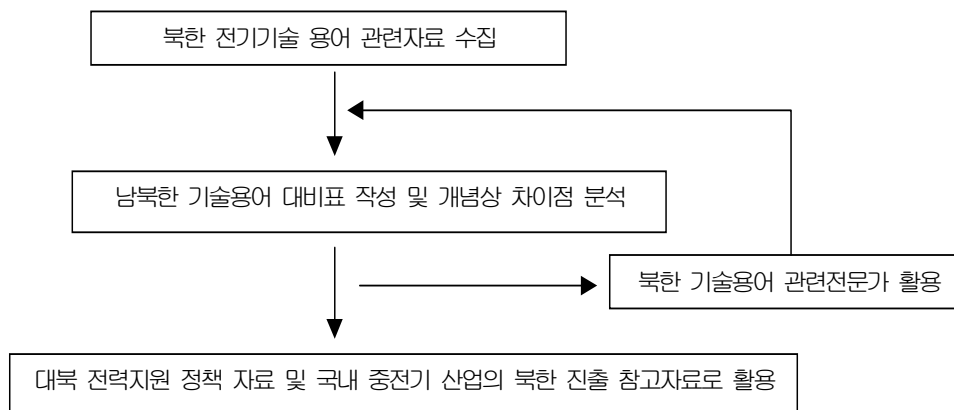 북한 전기기술 용어 관련자료 수집
남북한 기술용어 대비표 작성 및 개념상 차이점 분석
북한 기술용어 관련전문가 활용
대북 전력지원 정책 자료 및 국내 중전기 산업의 북한 진출 참고자료로 활용